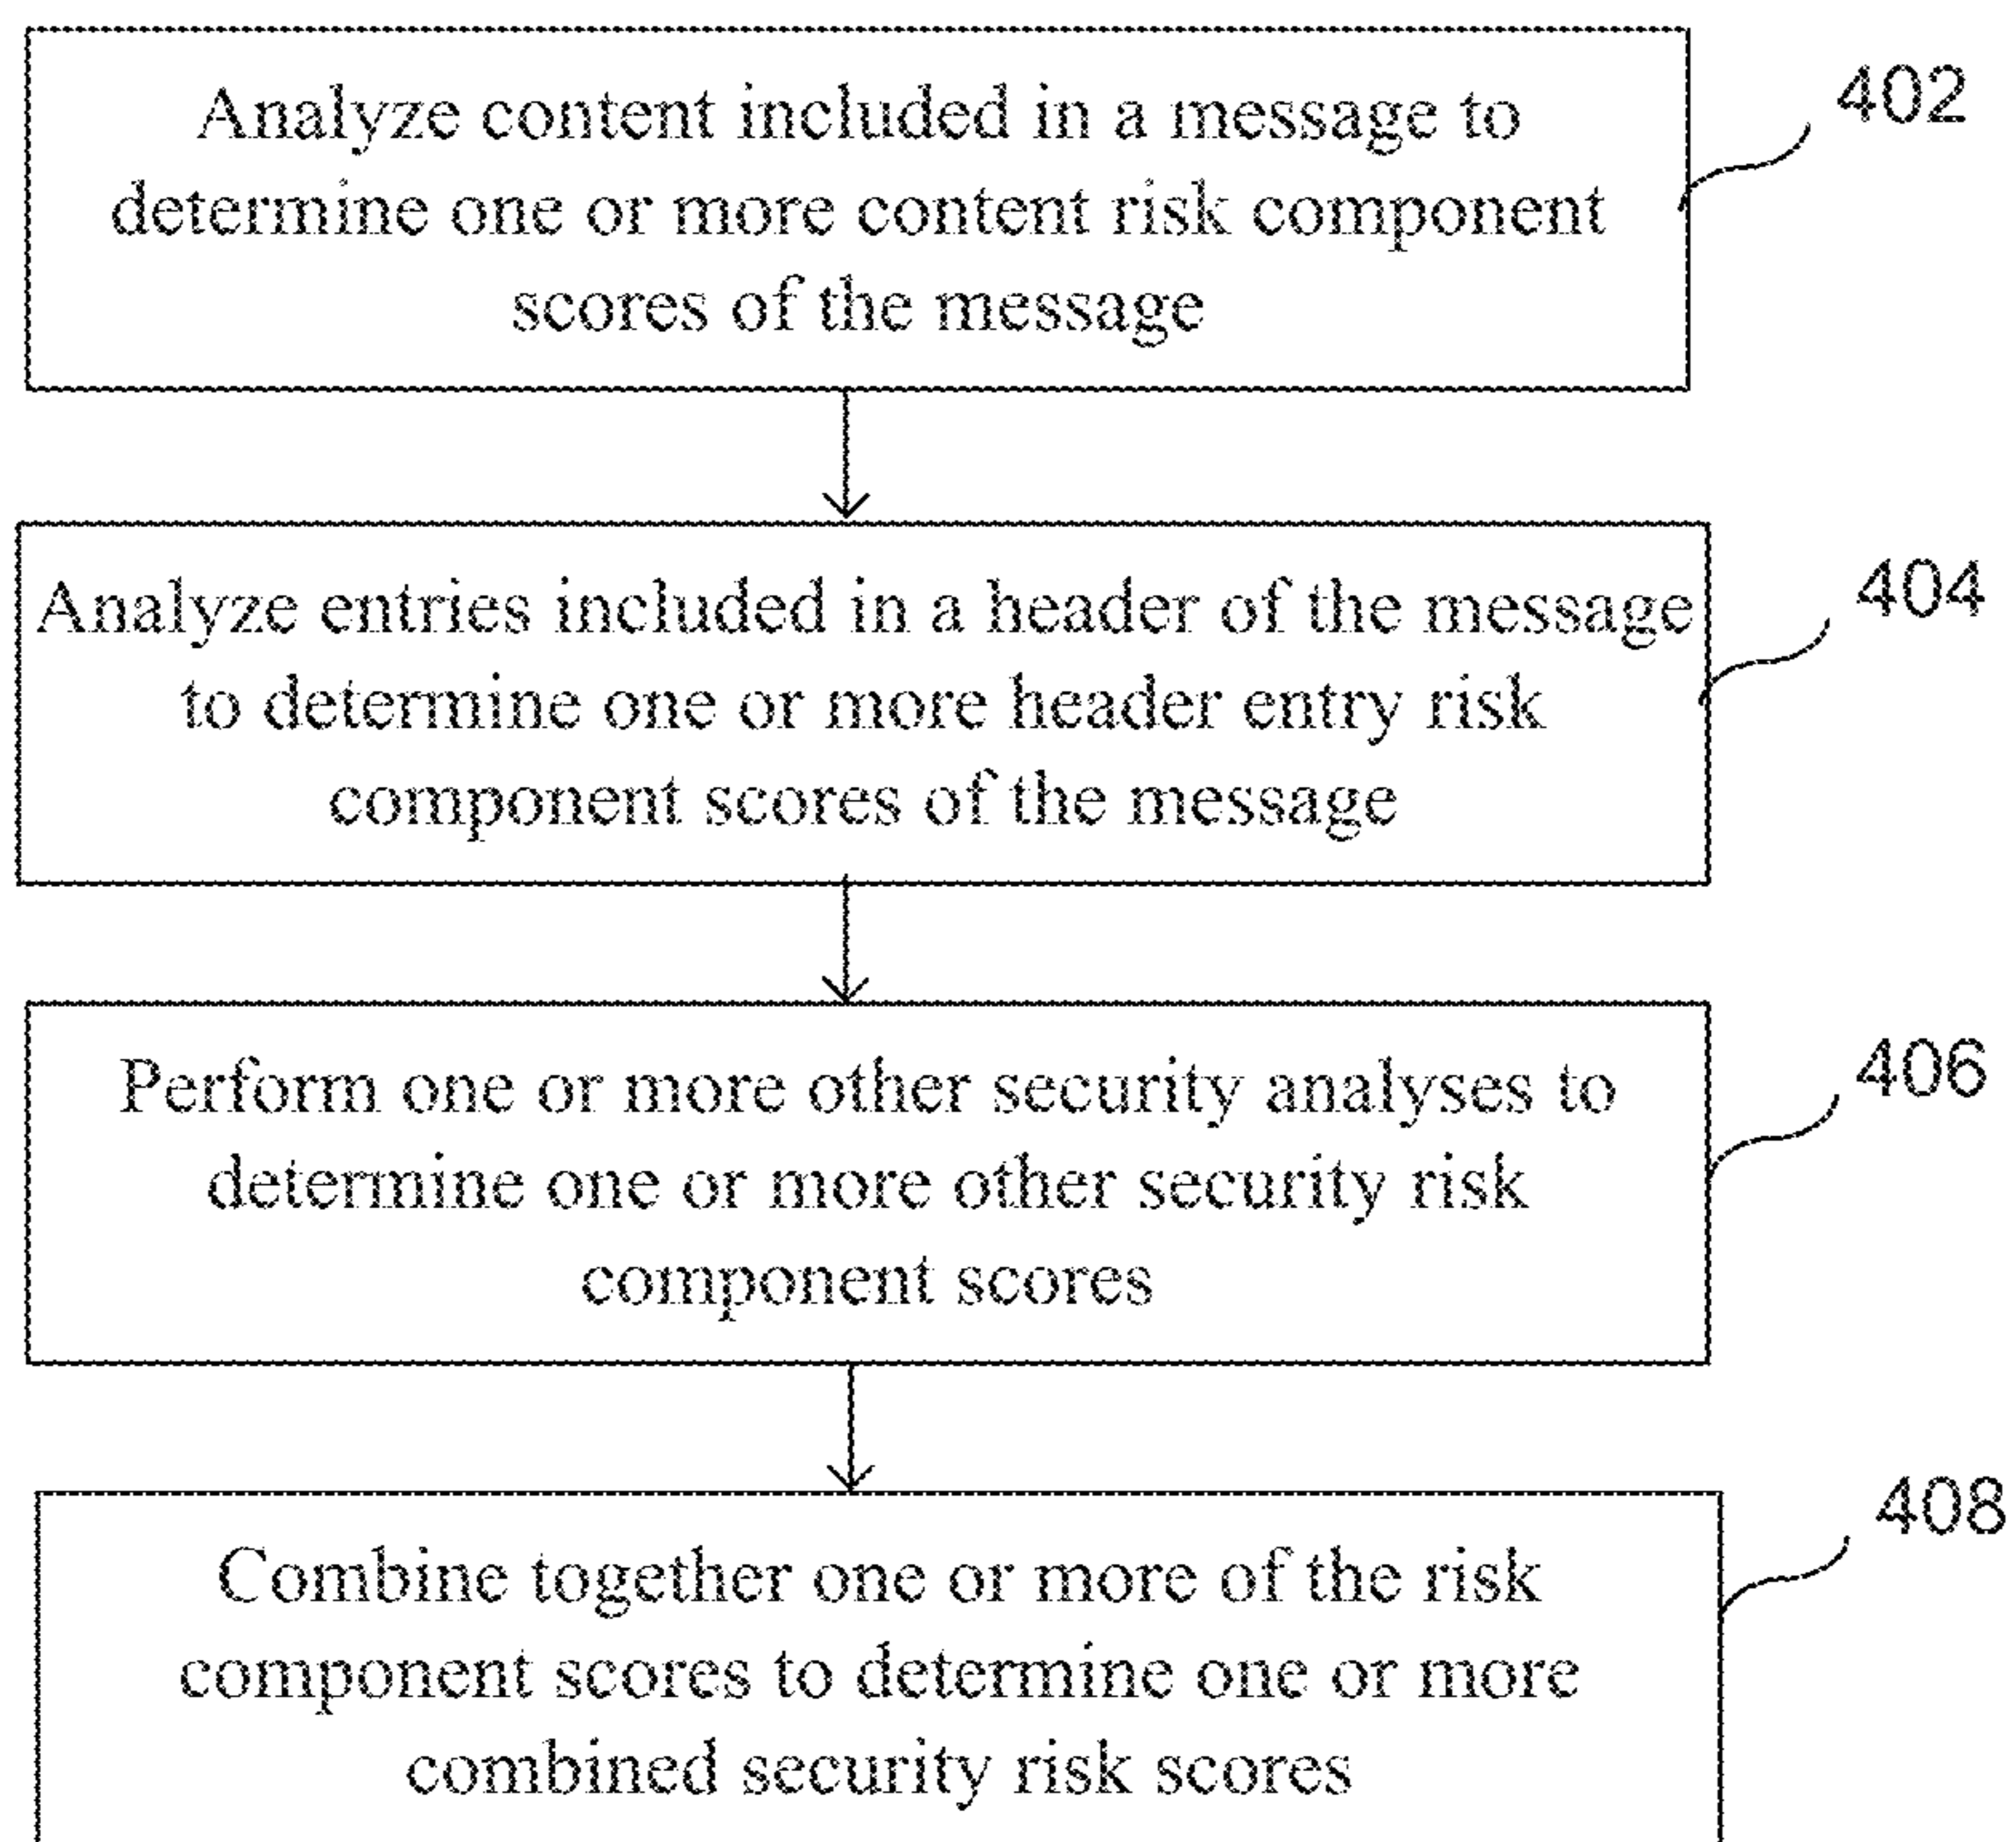 Analyze content included in a message to
determine one or more content risk component
scores of the message
402
Analyze entries included in a header of the message
to determine one or more header entry risk
component scores of the message
404
Perform one or more other security analyses to
determine one or more other security risk
component scores
406
Combine together one or more of the risk
component scores to determine one or more
combined security risk scores
408